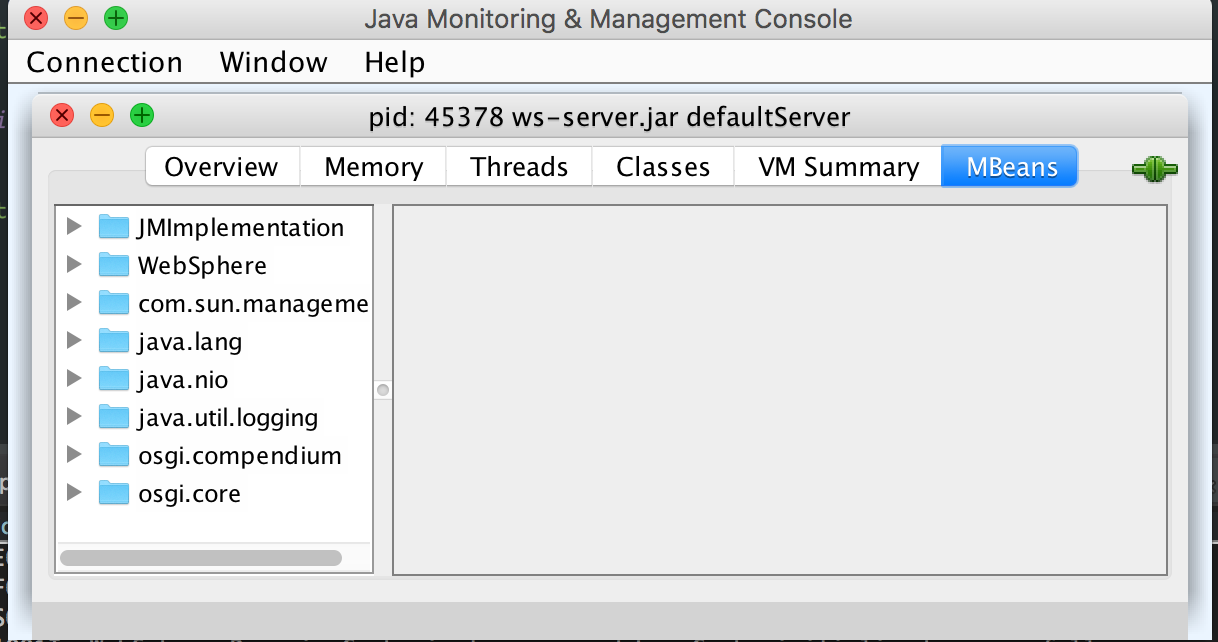 Java Monitoring & Management Console
Connection Window Help
pid: 45378 ws-server.jar defaultServer
Overview Memory Threads Classes VM Summary MBeans
JMImplementation
WebSphere
com.sun.manageme
java.lang
java.nio
java.util.logging
osgi.compendium
osgi.core